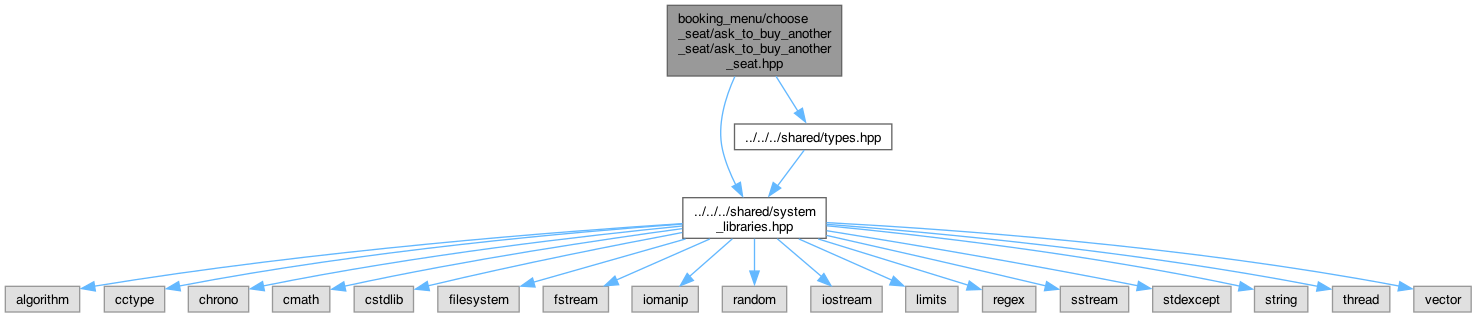 booking_menu/choose
_seat/ask_to_buy_another
_seat/ask_to_buy_another
_seat.hpp
../../../shared/types.hpp
../../../shared/system
_libraries.hpp
algorithm
cctype
chrono
cmath
cstdlib
filesystem
fstream
iomanip
random
iostream
limits
regex
sstream
stdexcept
string
thread
vector